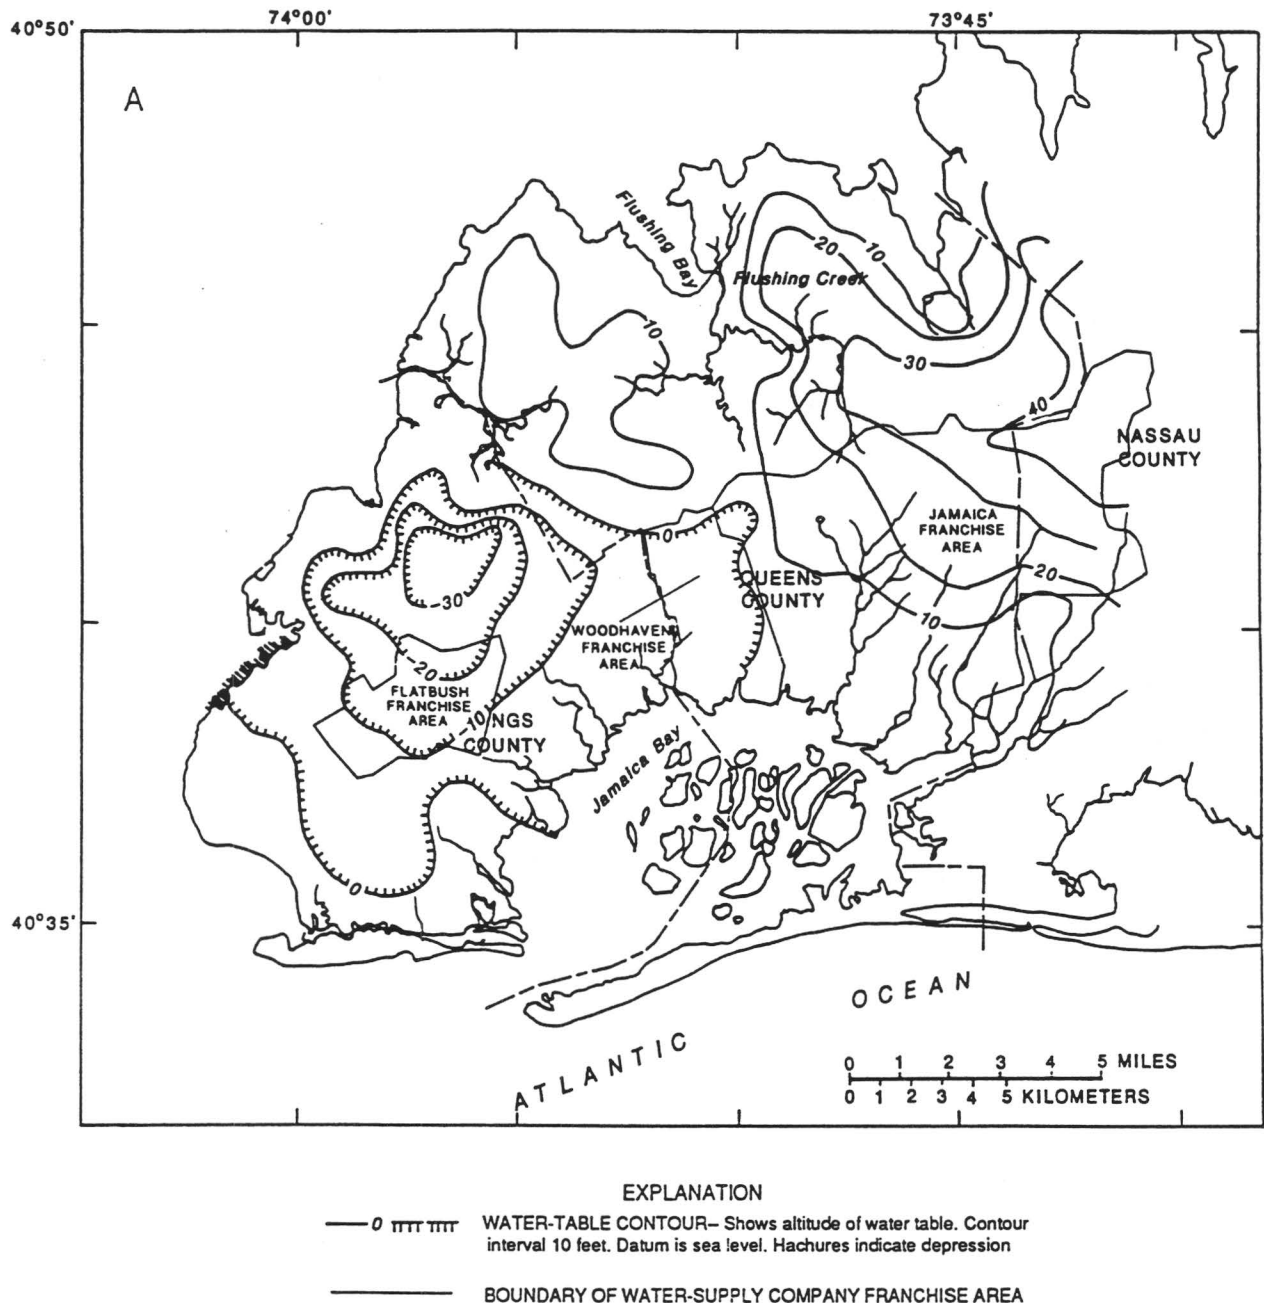 74°00'
73°45'
40°50'
A
Flushing Bay
10
20
Flushing Creek
10
30
40
NASSAU
COUNTY
0
JAMAICA
FRANCHISE
AREA
QUEENS
COUNTY
20
-30
10
WOODHAVEN
FRANCHISE
AREA
-20
FLATBUSH
FRANCHISE
AREA
-10
NGS
COUNTY
Jamaica Bay
0
40°35'
ATLANTIC OCEAN
0 1 2 3 4 5 MILES
0 1 2 3 4 5 KILOMETERS
EXPLANATION
0 WATER-TABLE CONTOUR– Shows altitude of water table. Contour
interval 10 feet. Datum is sea level. Hachures indicate depression
BOUNDARY OF WATER-SUPPLY COMPANY FRANCHISE AREA